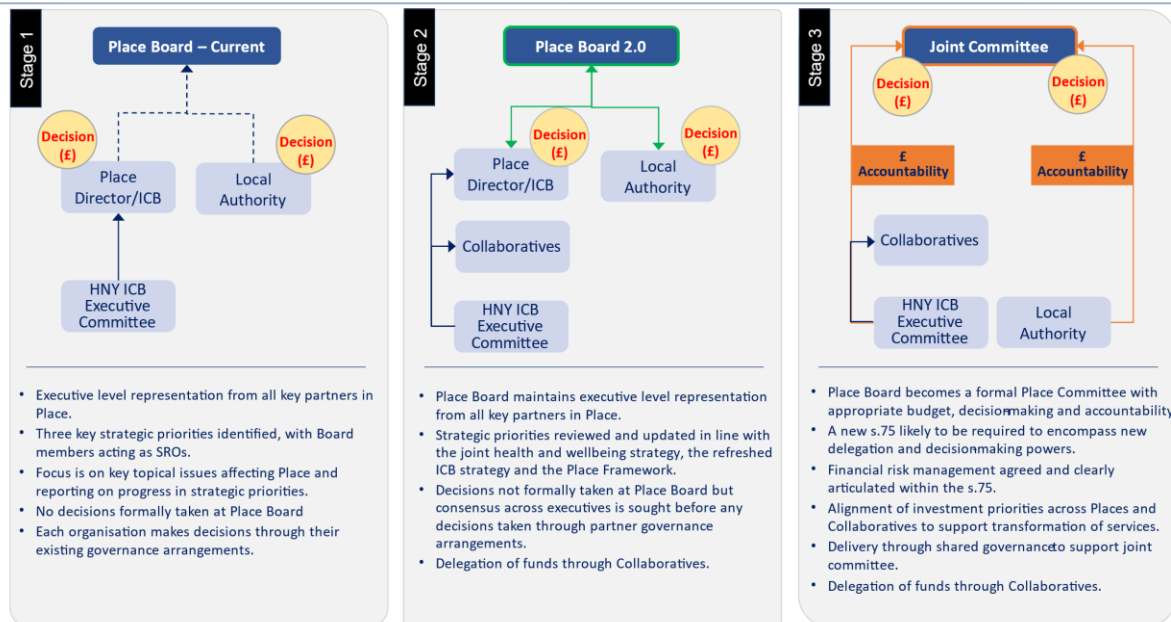 Stage 1
Place Board – Current
Decision
(£)
Decision
(£)
Place
Director/ICB
Local
Authority
HNY ICB
Executive
Committee
• Executive level representation from all key partners in
Place.
• Three key strategic priorities identified, with Board
members acting as SROs.
• Focus is on key topical issues affecting Place and
reporting on progress in strategic priorities.
• No decisions formally taken at Place Board
• Each organisation makes decisions through their
existing governance arrangements.
Stage 2
Place Board 2.0
Decision
(£)
Decision
(£)
Place
Director/ICB
Local
Authority
Collaboratives
HNY ICB
Executive
Committee
• Place Board maintains executive level representation
from all key partners in Place.
• Strategic priorities reviewed and updated in line with
the joint health and wellbeing strategy, the refreshed
ICB strategy and the Place Framework.
• Decisions not formally taken at Place Board but
consensus across executives is sought before any
decisions taken through partner governance
arrangements.
• Delegation of funds through Collaboratives.
Stage 3
Joint Committee
Decision
(£)
Decision
(£)
£
Accountability
£
Accountability
Collaboratives
HNY ICB
Executive
Committee
Local
Authority
• Place Board becomes a formal Place Committee with
appropriate budget, decision-making and accountability
• A new s.75 likely to be required to encompass new
delegation and decision-making powers.
• Financial risk management agreed and clearly
articulated within the s.75.
• Alignment of investment priorities across Places and
Collaboratives to support transformation of services.
• Delivery through shared governance to support joint
committee.
• Delegation of funds through Collaboratives.